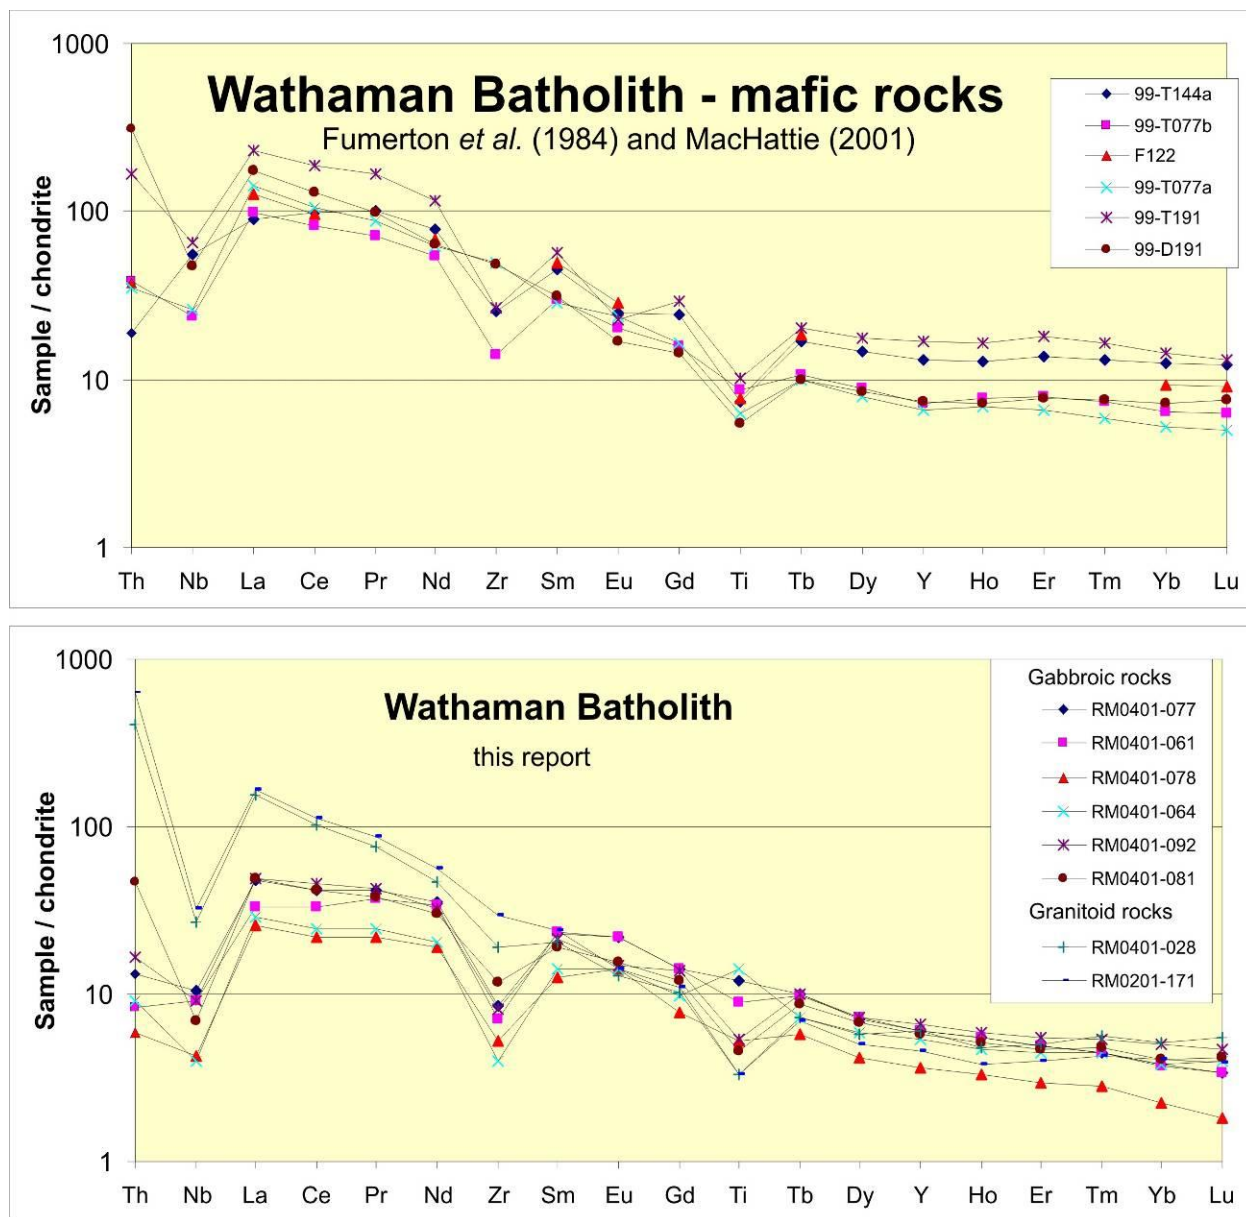 1000
100
10
1
Sample / chondrite
Wathaman Batholith - mafic rocks
Fumerton et al. (1984) and MacHattie (2001)
99-T144a
99-T077b
F122
99-T077a
99-T191
99-D191
Th Nb La Ce Pr Nd Zr Sm Eu Gd Ti Tb Dy Y Ho Er Tm Yb Lu
1000
100
10
1
Sample / chondrite
Wathaman Batholith
this report
Gabbroic rocks
RM0401-077
RM0401-061
RM0401-078
RM0401-064
RM0401-092
RM0401-081
Granitoid rocks
RM0401-028
RM0201-171
Th Nb La Ce Pr Nd Zr Sm Eu Gd Ti Tb Dy Y Ho Er Tm Yb Lu